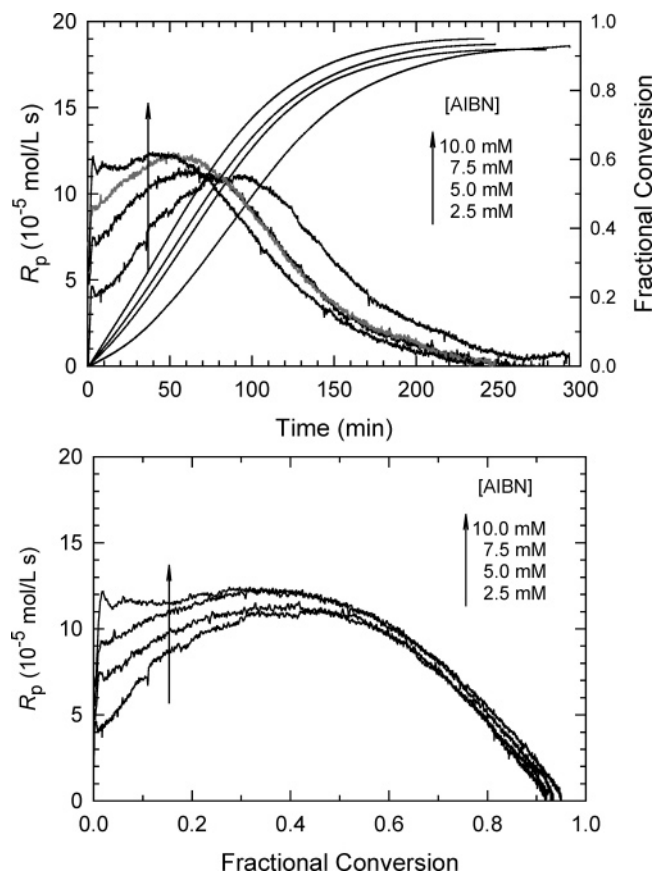 20
15
10
5
0
R_p (10^-5 mol/L s)
1.0
0.8
0.6
0.4
0.2
0.0
Fractional Conversion
[AIBN]
10.0 mM
7.5 mM
5.0 mM
2.5 mM
0 50 100 150 200 250 300
Time (min)
20
15
10
5
0
R_p (10^-5 mol/L s)
[AIBN]
10.0 mM
7.5 mM
5.0 mM
2.5 mM
0.0 0.2 0.4 0.6 0.8 1.0
Fractional Conversion